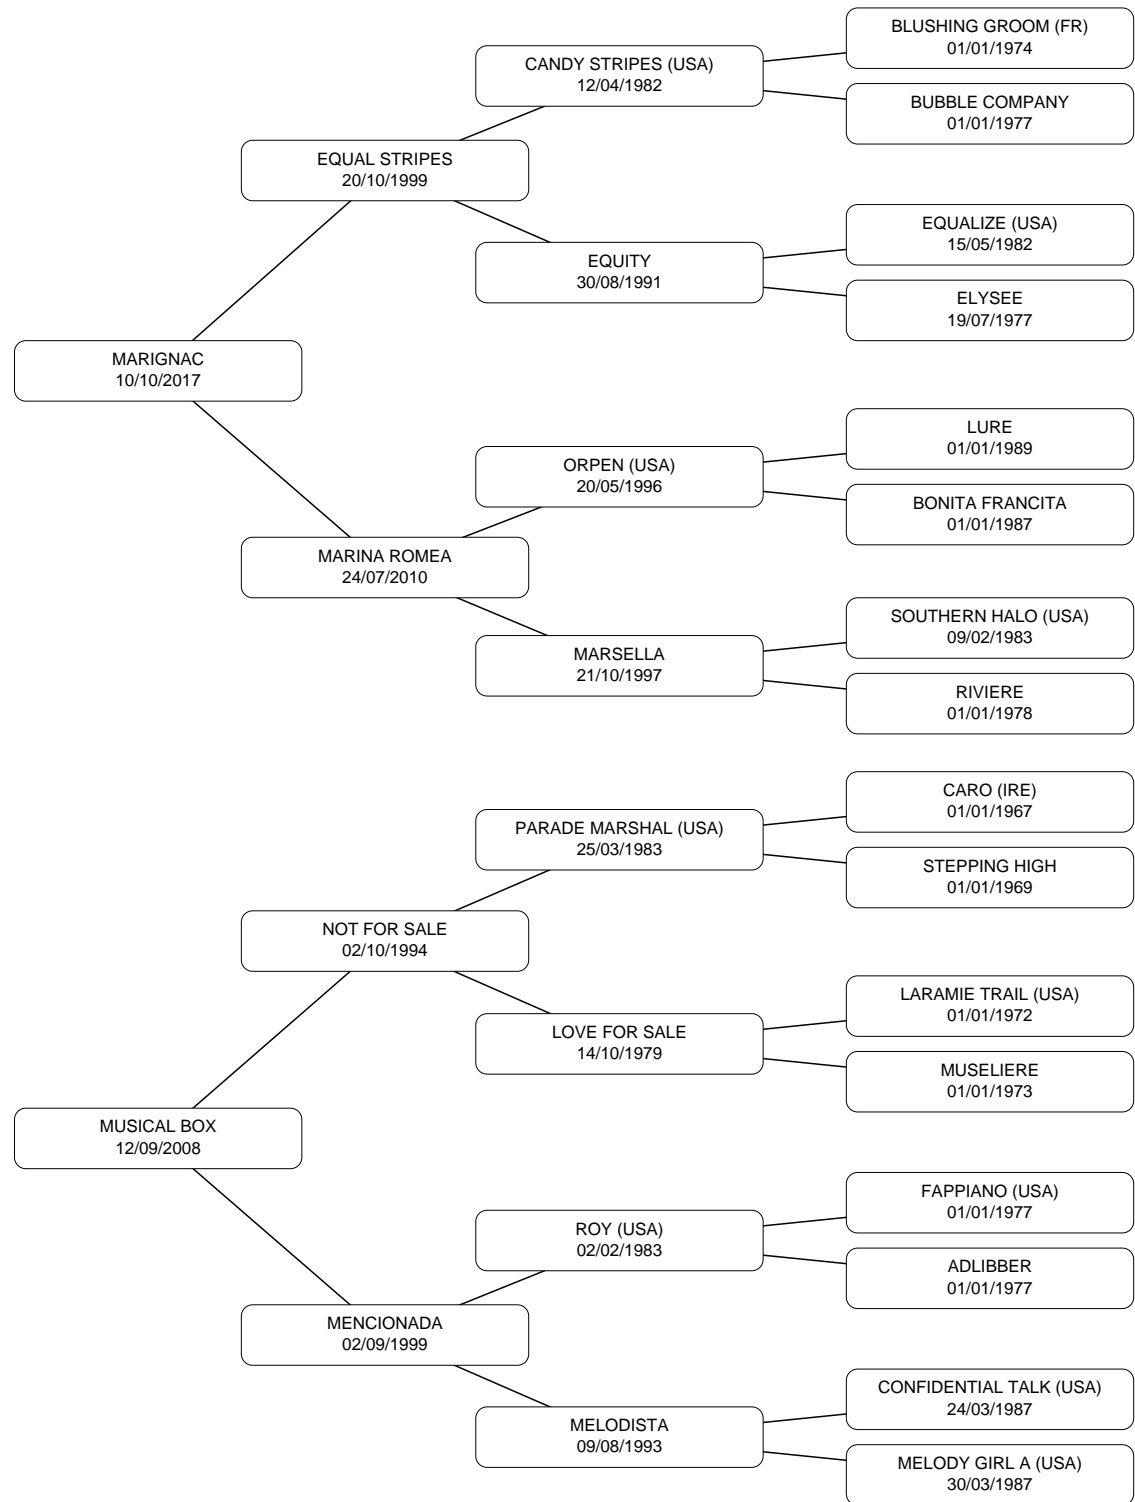 BLUSHING GROOM (FR)
01/01/1974
CANDY STRIPES (USA)
12/04/1982
BUBBLE COMPANY
01/01/1977
EQUAL STRIPES
20/10/1999
EQUALIZE (USA)
15/05/1982
EQUITY
30/08/1991
ELYSEE
19/07/1977
MARIGNAC
10/10/2017
LURE
01/01/1989
ORPEN (USA)
20/05/1996
BONITA FRANCITA
01/01/1987
MARINA ROMEA
24/07/2010
SOUTHERN HALO (USA)
09/02/1983
MARSELLA
21/10/1997
RIVIERE
01/01/1978
CARO (IRE)
01/01/1967
PARADE MARSHAL (USA)
25/03/1983
STEPPING HIGH
01/01/1969
NOT FOR SALE
02/10/1994
LARAMIE TRAIL (USA)
01/01/1972
LOVE FOR SALE
14/10/1979
MUSELIERE
01/01/1973
MUSICAL BOX
12/09/2008
FAPPIANO (USA)
01/01/1977
ROY (USA)
02/02/1983
ADLIBBER
01/01/1977
MENCIONADA
02/09/1999
CONFIDENTIAL TALK (USA)
24/03/1987
MELODISTA
09/08/1993
MELODY GIRL A (USA)
30/03/1987